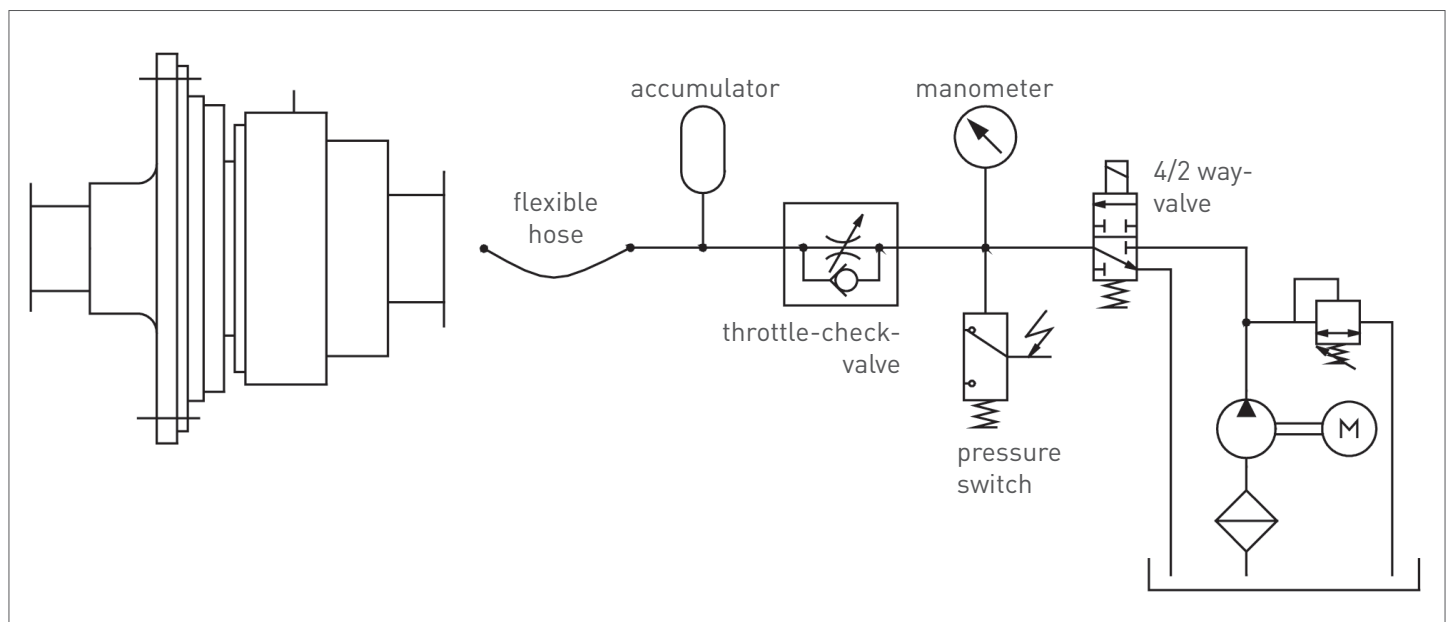 accumulator
manometer
4/2 way-
valve
flexible
hose
throttle-check-
valve
pressure
switch
M